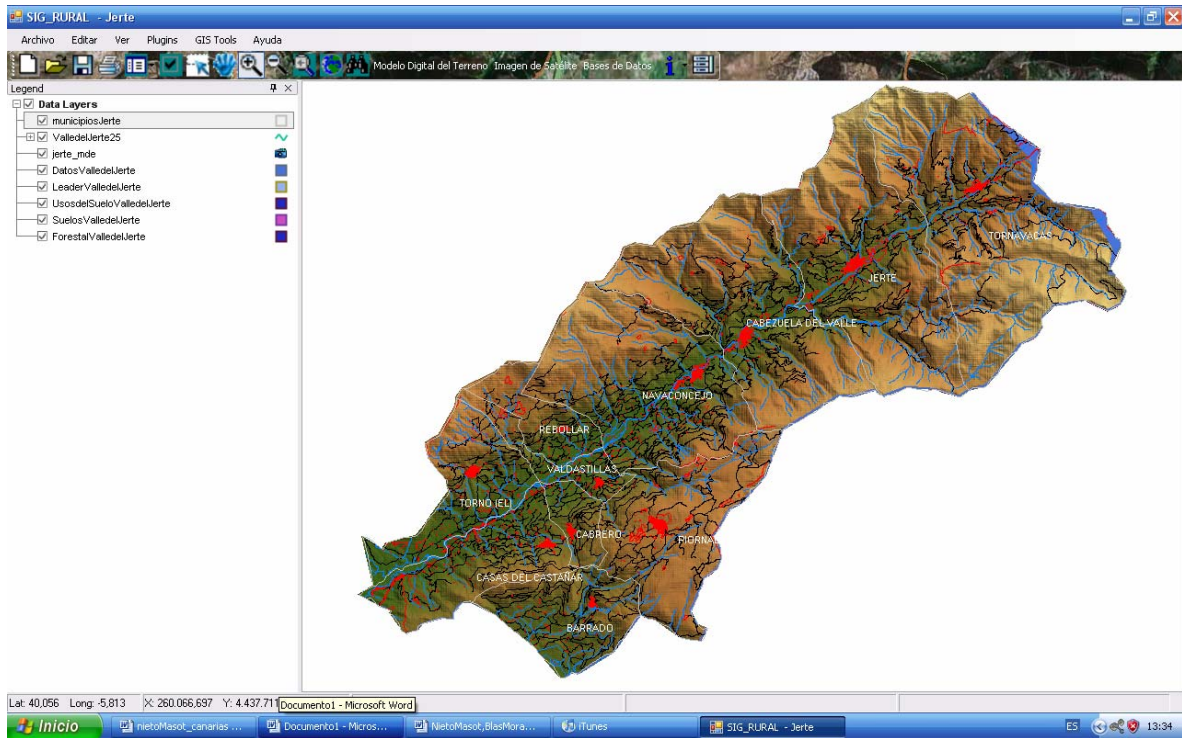 SIG_RURAL - Jerte
Archivo Editar Ver Plugins GIS Tools Ayuda
Modelo Digital del Terreno Imagen de Satélite Bases de Datos
Legend
Data Layers
municipiosJerte
ValledelJerte25
jerte_mde
DatosValledelJerte
LeaderValledelJerte
UsosdelSueloValledelJerte
SuelosValledelJerte
ForestalValledelJerte
TORNAVACAS
JERTE
CABEZUELA DEL VALLE
NAVACONCEJO
REBOLLAR
VALDASTILLAS
TORNO (EL)
CABRERO
PIORNAL
CASAS DEL CASTAÑAR
BARRADO
Lat: 40,056 Long: -5,813 X: 260.066,697 Y: 4.437.711
Documento1 - Microsoft Word
Inicio
nietoMasot_canarias ...
Documento1 - Micros...
NietoMasot,BlasMora...
iTunes
SIG_RURAL - Jerte
ES
13:34